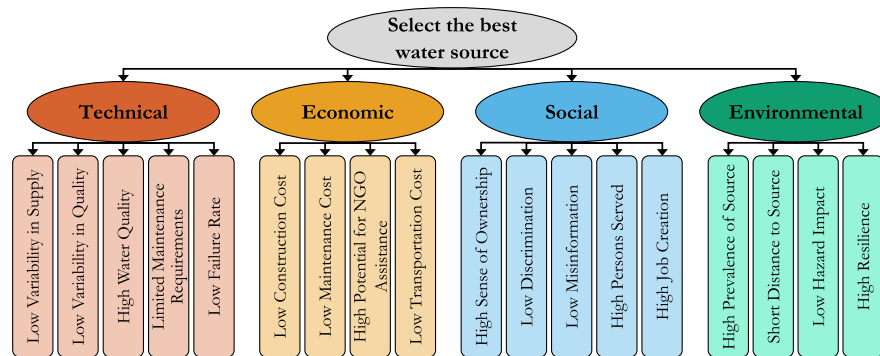 Select the best
water source
Technical
Economic
Social
Environmental
Low Variability in Supply
Low Variability in Quality
High Water Quality
Limited Maintenance
Requirements
Low Failure Rate
Low Construction Cost
Low Maintenance Cost
High Potential for NGO
Assistance
Low Transportation Cost
High Sense of Ownership
Low Discrimination
Low Misinformation
High Persons Served
High Job Creation
High Prevalence of Source
Short Distance to Source
Low Hazard Impact
High Resilience